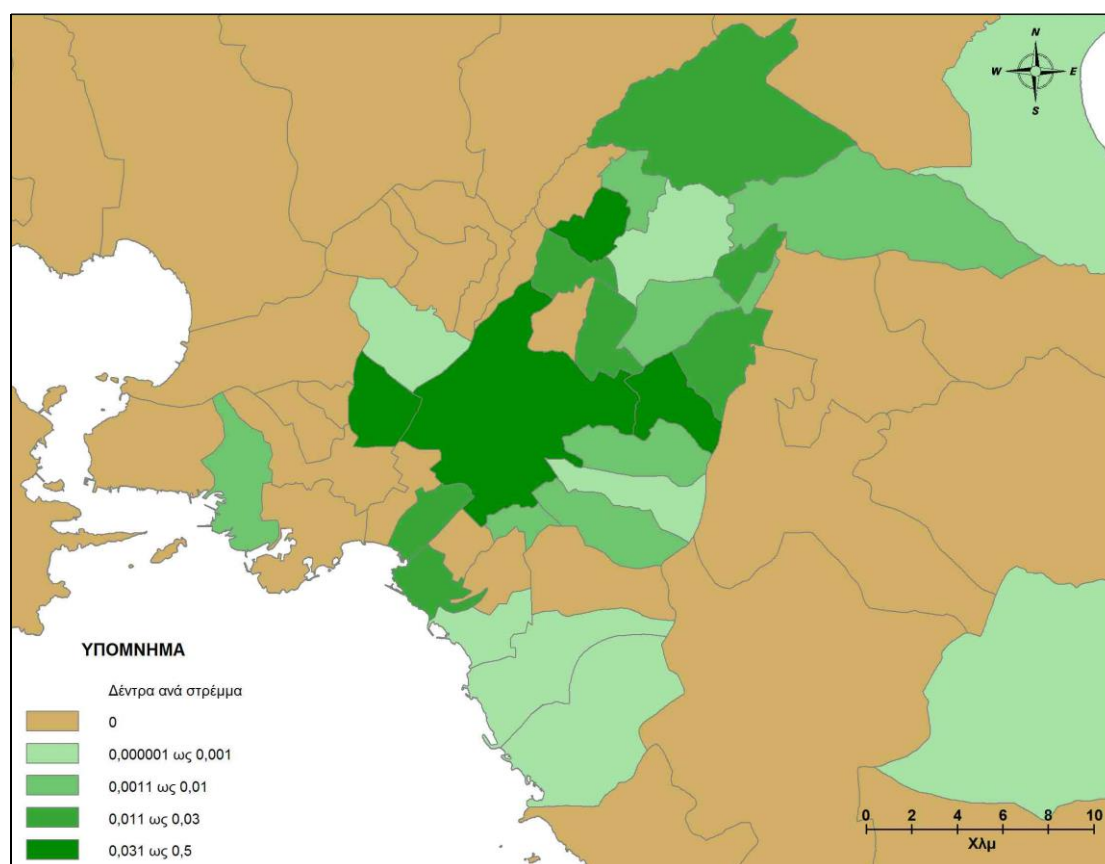 N
W E
S
ΥΠΟΜΝΗΜΑ
Δέντρα ανά στρέμμα
0
0,000001 ως 0,001
0,0011 ως 0,01
0,011 ως 0,03
0,031 ως 0,5
0 2 4 6 8 10
Χλμ